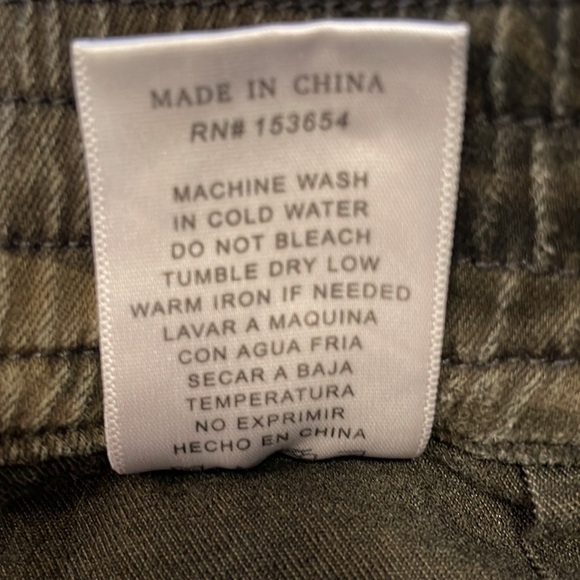 MADE IN CHINA
RN# 153654
MACHINE WASH
IN COLD WATER
DO NOT BLEACH
TUMBLE DRY LOW
WARM IRON IF NEEDED
LAVAR A MAQUINA
CON AGUA FRIA
SECAR A BAJA
TEMPERATURA
NO EXPRIMIR
HECHO EN CHINA